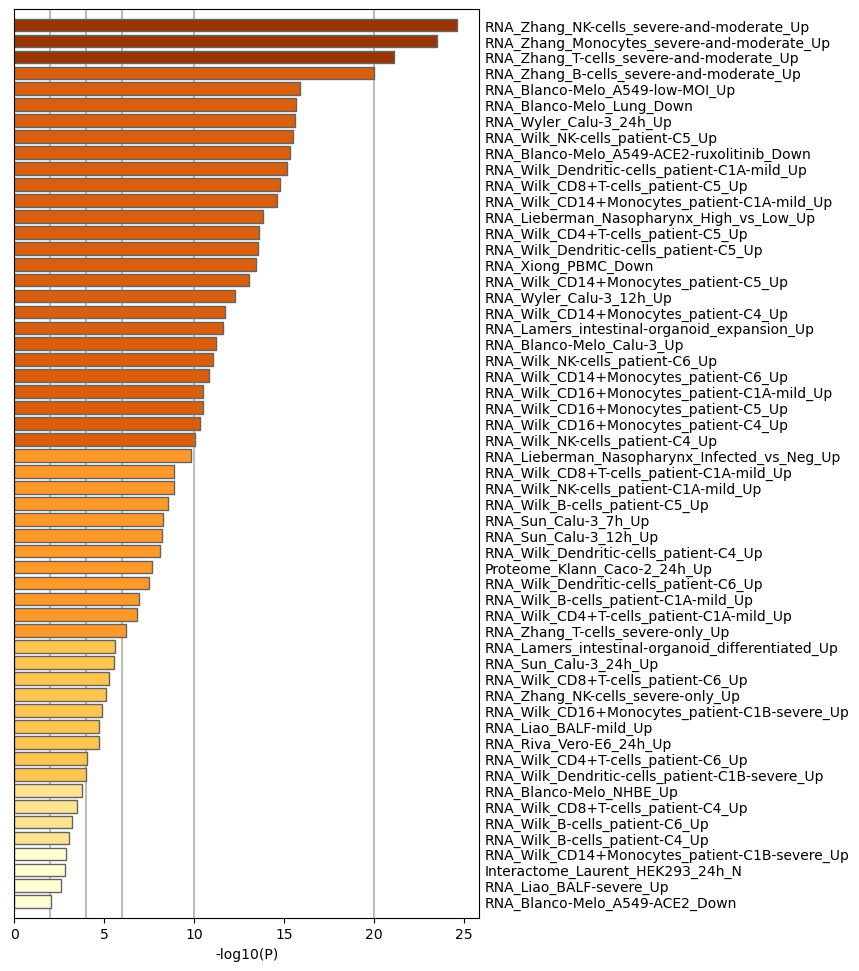 RNA_Zhang_NK-cells_severe-and-moderate_Up
RNA_Zhang_Monocytes_severe-and-moderate_Up
RNA_Zhang_T-cells_severe-and-moderate_Up
RNA_Zhang_B-cells_severe-and-moderate_Up
RNA_Blanco-Melo_A549-low-MOI_Up
RNA_Blanco-Melo_Lung_Down
RNA_Wyler_Calu-3_24h_Up
RNA_Wilk_NK-cells_patient-C5_Up
RNA_Blanco-Melo_A549-ACE2-ruxolitinib_Down
RNA_Wilk_Dendritic-cells_patient-C1A-mild_Up
RNA_Wilk_CD8+T-cells_patient-C5_Up
RNA_Wilk_CD14+Monocytes_patient-C1A-mild_Up
RNA_Lieberman_Nasopharynx_High_vs_Low_Up
RNA_Wilk_CD4+T-cells_patient-C5_Up
RNA_Wilk_Dendritic-cells_patient-C5_Up
RNA_Xiong_PBMC_Down
RNA_Wilk_CD14+Monocytes_patient-C5_Up
RNA_Wyler_Calu-3_12h_Up
RNA_Wilk_CD14+Monocytes_patient-C4_Up
RNA_Lamers_intestinal-organoid_expansion_Up
RNA_Blanco-Melo_Calu-3_Up
RNA_Wilk_NK-cells_patient-C6_Up
RNA_Wilk_CD14+Monocytes_patient-C6_Up
RNA_Wilk_CD16+Monocytes_patient-C1A-mild_Up
RNA_Wilk_CD16+Monocytes_patient-C5_Up
RNA_Wilk_CD16+Monocytes_patient-C4_Up
RNA_Wilk_NK-cells_patient-C4_Up
RNA_Lieberman_Nasopharynx_Infected_vs_Neg_Up
RNA_Wilk_CD8+T-cells_patient-C1A-mild_Up
RNA_Wilk_NK-cells_patient-C1A-mild_Up
RNA_Wilk_B-cells_patient-C5_Up
RNA_Sun_Calu-3_7h_Up
RNA_Sun_Calu-3_12h_Up
RNA_Wilk_Dendritic-cells_patient-C4_Up
Proteome_Klann_Caco-2_24h_Up
RNA_Wilk_Dendritic-cells_patient-C6_Up
RNA_Wilk_B-cells_patient-C1A-mild_Up
RNA_Wilk_CD4+T-cells_patient-C1A-mild_Up
RNA_Zhang_T-cells_severe-only_Up
RNA_Lamers_intestinal-organoid_differentiated_Up
RNA_Sun_Calu-3_24h_Up
RNA_Wilk_CD8+T-cells_patient-C6_Up
RNA_Zhang_NK-cells_severe-only_Up
RNA_Wilk_CD16+Monocytes_patient-C1B-severe_Up
RNA_Liao_BALF-mild_Up
RNA_Riva_Vero-E6_24h_Up
RNA_Wilk_CD4+T-cells_patient-C6_Up
RNA_Wilk_Dendritic-cells_patient-C1B-severe_Up
RNA_Blanco-Melo_NHBE_Up
RNA_Wilk_CD8+T-cells_patient-C4_Up
RNA_Wilk_B-cells_patient-C6_Up
RNA_Wilk_B-cells_patient-C4_Up
RNA_Wilk_CD14+Monocytes_patient-C1B-severe_Up
Interactome_Laurent_HEK293_24h_N
RNA_Liao_BALF-severe_Up
RNA_Blanco-Melo_A549-ACE2_Down
0 5 10 15 20 25
-log10(P)